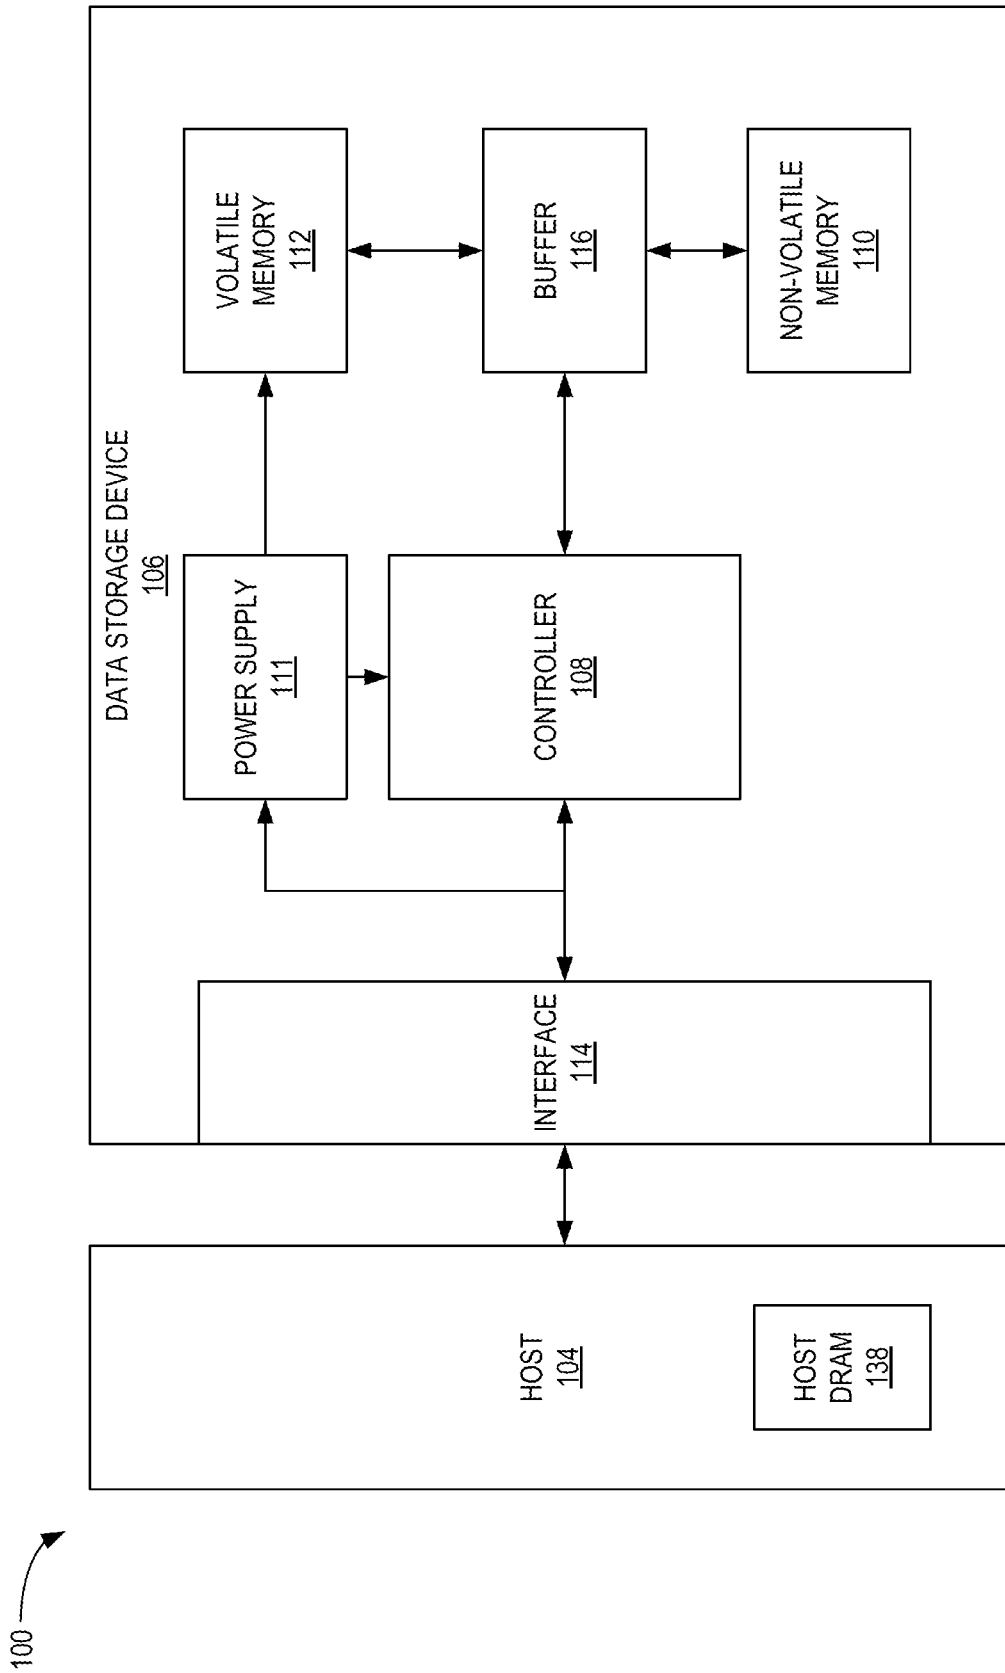 100
HOST
104
HOST
DRAM
138
DATA STORAGE DEVICE
106
INTERFACE
114
POWER SUPPLY
111
CONTROLLER
108
VOLATILE
MEMORY
112
BUFFER
116
NON-VOLATILE
MEMORY
110